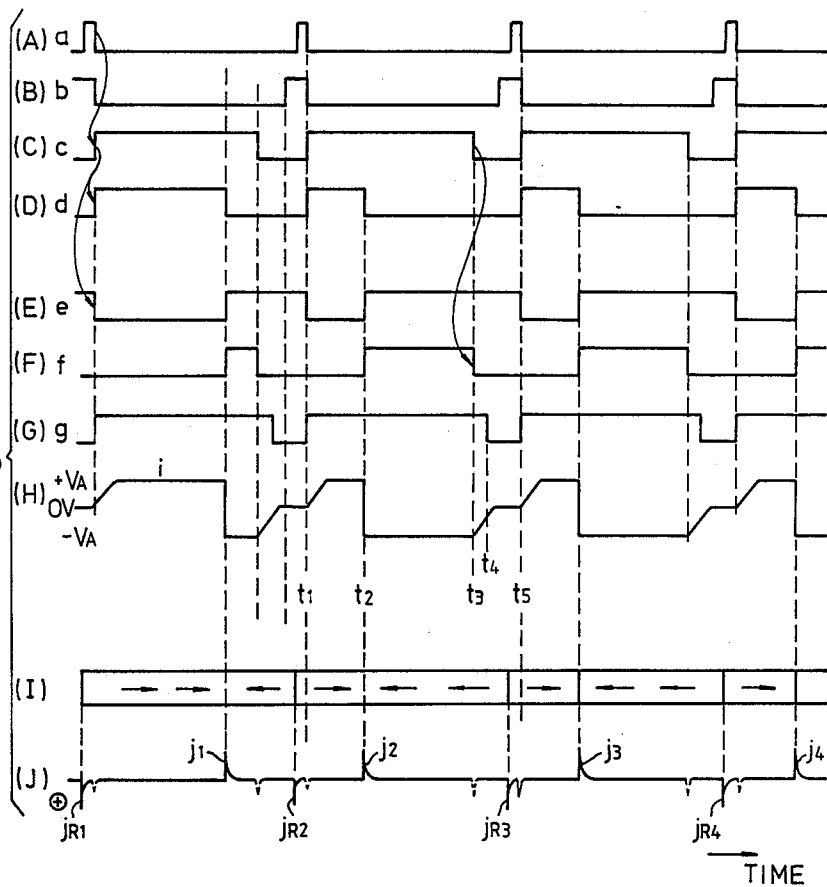 (A) a
(B) b
(C) c
(D) d
(E) e
(F) f
(G) g
(H) +VA i
0V
-VA
t4
t1 t2 t3 t5
(I)
j1 j2 j3 j4
(J)
⊕
jR1 jR2 jR3 jR4
TIME